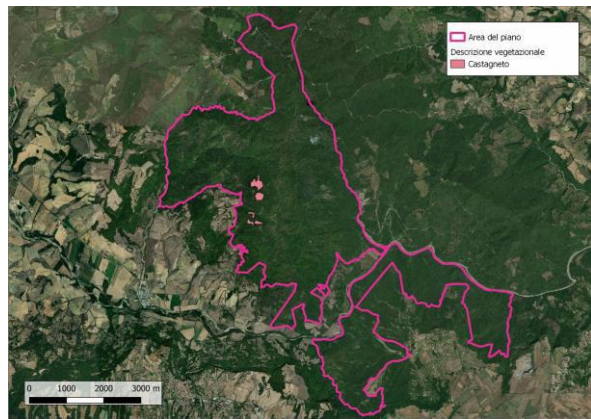 Area del piano
Descrizione vegetazionale
Castagneto
0 1000 2000 3000 m